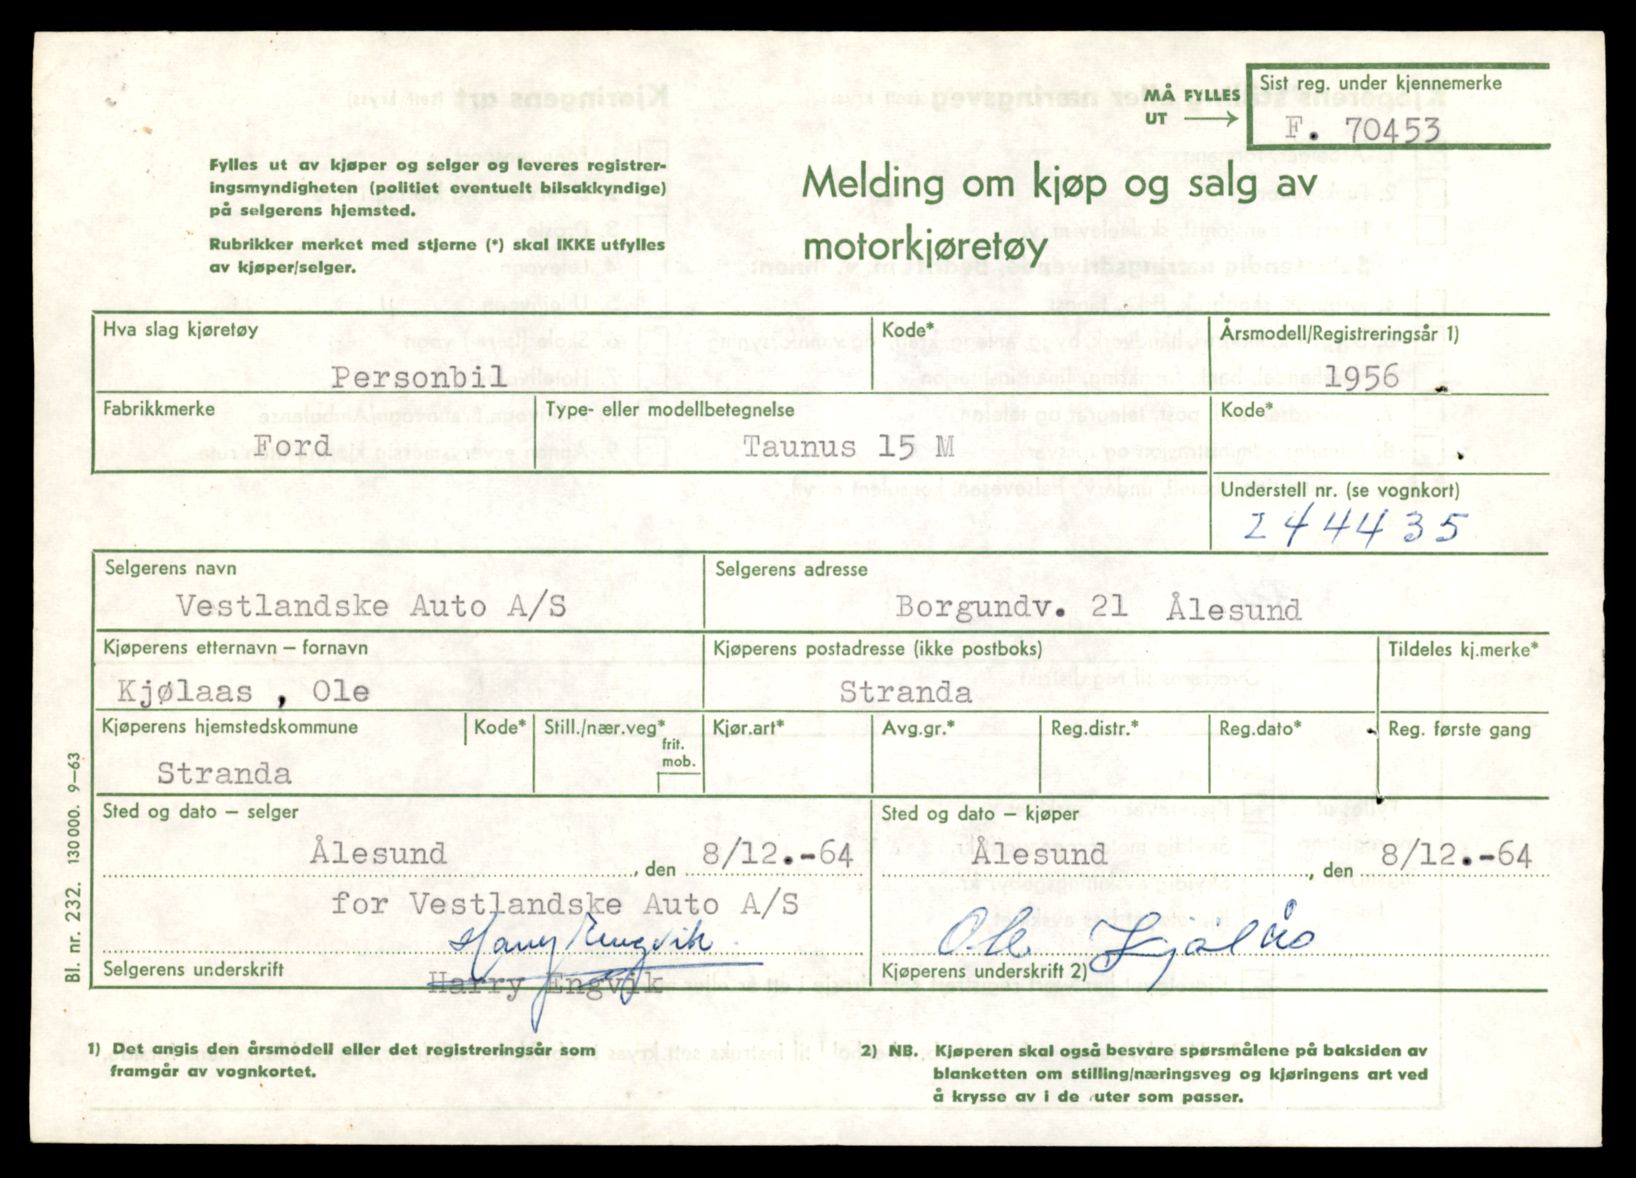 MÅ FYLLES UT →
Sist reg. under kjennemerke
F. 70453
Fylles ut av kjøper og selger og leveres registrer-
ingsmyndigheten (politiet eventuelt bilsakkyndige)
på selgerens hjemsted.
Rubrikker merket med stjerne (*) skal IKKE utfylles
av kjøper/selger.
Melding om kjøp og salg av
motorkjøretøy
Hva slag kjøretøy
Kode*
Årsmodell/Registreringsår 1)
Personbil
1956
Fabrikkmerke
Type- eller modellbetegnelse
Kode*
Ford
Taunus 15 M
Understell nr. (se vognkort)
244435
Selgerens navn
Selgerens adresse
Vestlandske Auto A/S
Borgundv. 21 Ålesund
Kjøperens etternavn – fornavn
Kjøperens postadresse (ikke postboks)
Tildeles kj.merke*
Kjølaas , Ole
Stranda
Kjøperens hjemstedskommune
Kode*
Still./nær.veg*
frit.
mob.
Kjør.art*
Avg.gr.*
Reg.distr.*
Reg.dato*
Reg. første gang
Stranda
Sted og dato – selger
Sted og dato – kjøper
Ålesund , den 8/12.-64
Ålesund , den 8/12.-64
for Vestlandske Auto A/S
Harry Engvik
Ole Kjølås
Selgerens underskrift
Kjøperens underskrift 2)
Harry Engvik
Bl. nr. 2332. 130000. 9–63
1) Det angis den årsmodell eller det registreringsår som
framgår av vognkortet.
2) NB. Kjøperen skal også besvare spørsmålene på baksiden av
blanketten om stilling/næringsveg og kjøringens art ved
å krysse av i de ruter som passer.